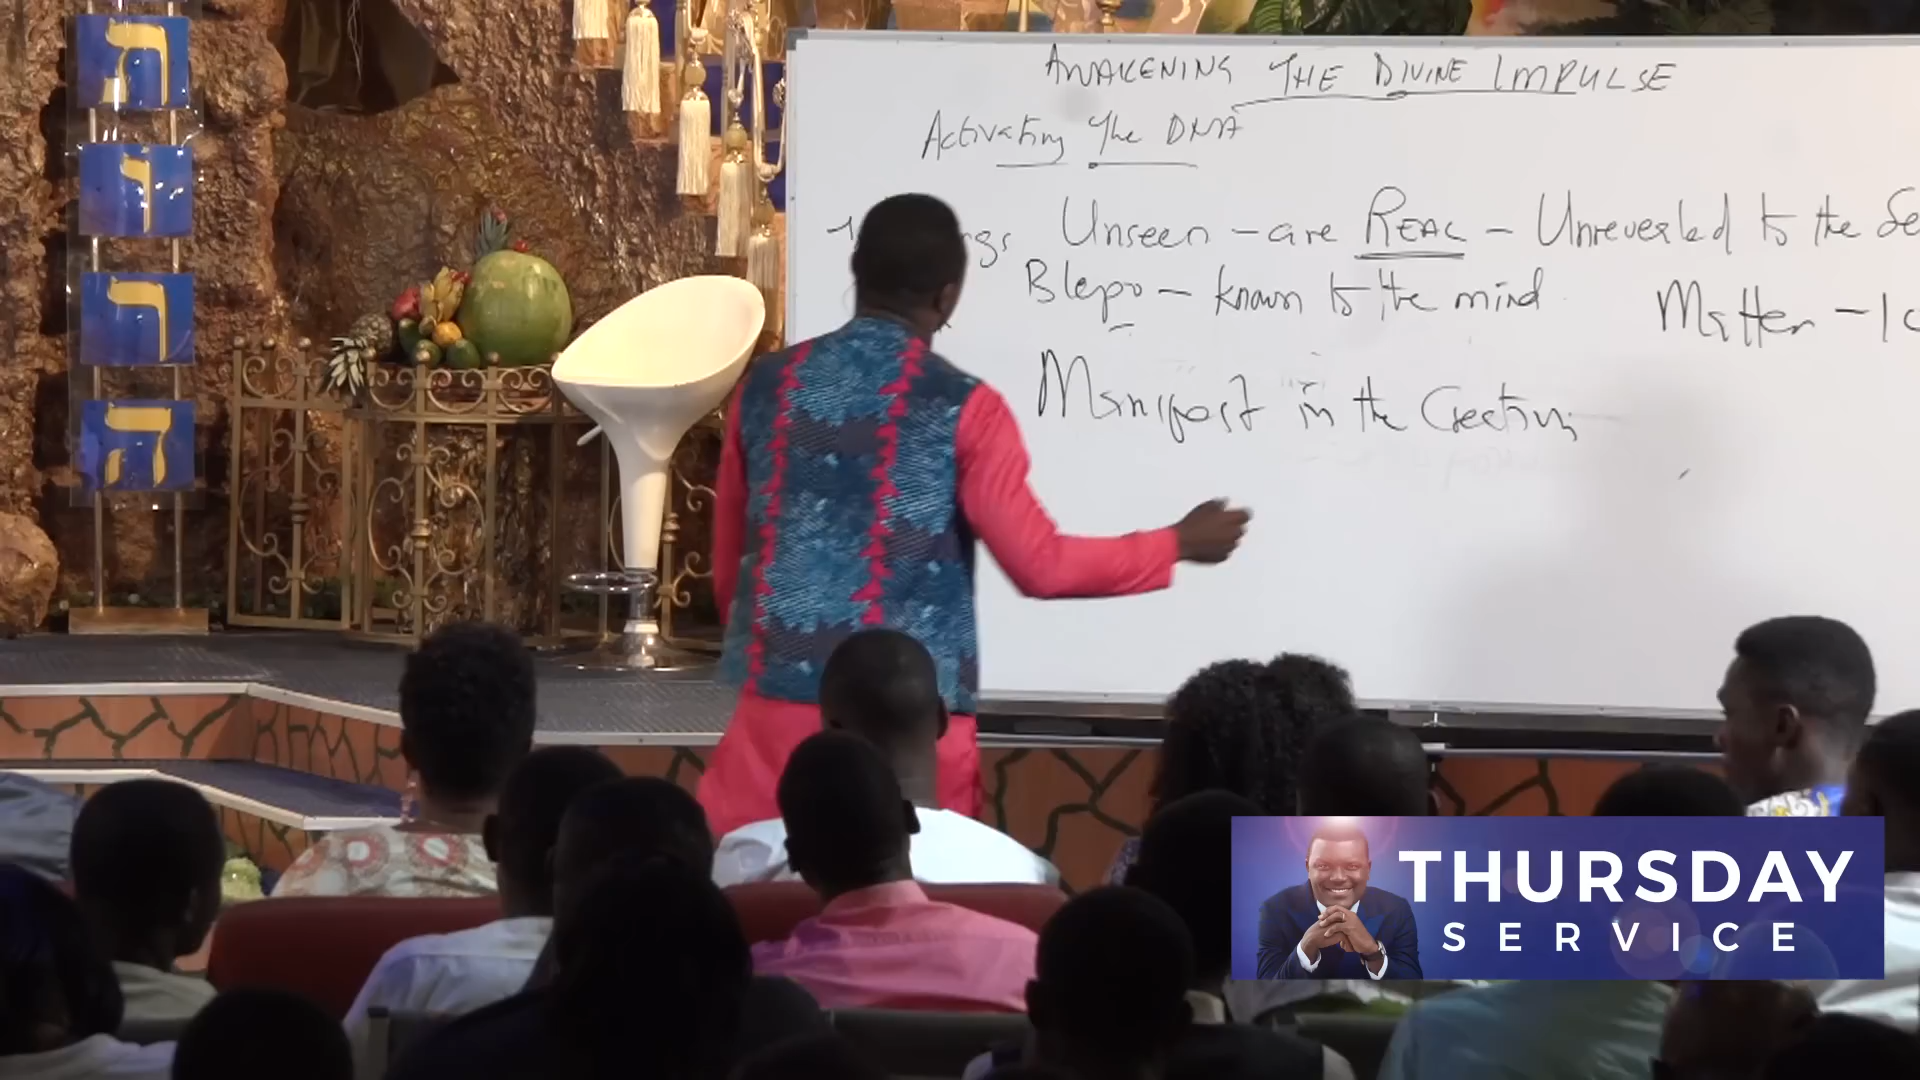 ת
ו
ר
ה
AWAKENING THE DIVINE IMPULSE
Activating The DNA
Unseen - are REAL - Unrevealed to the Se
Blepo - known to the mind
Matter -
Manifest in the Creation
THURSDAY
SERVICE